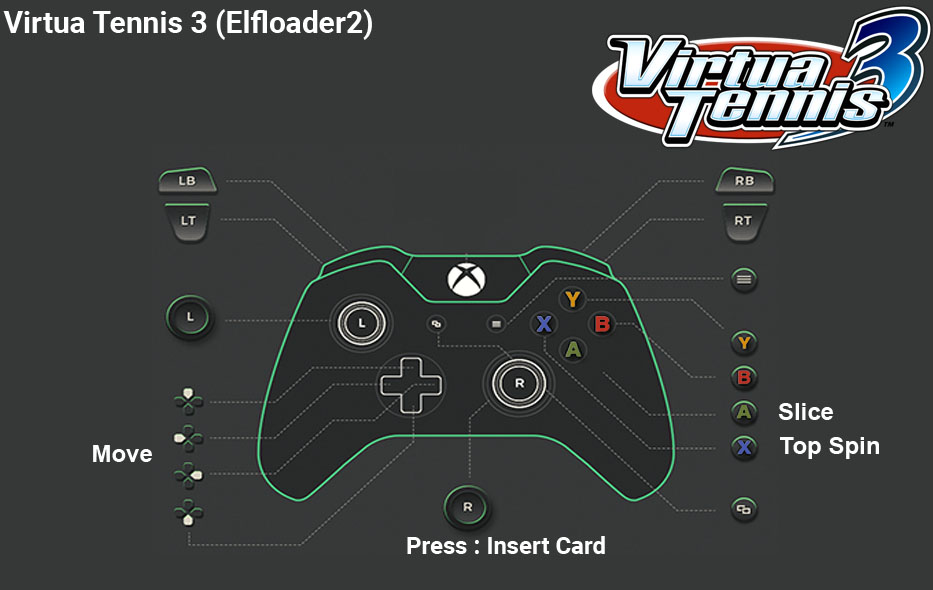 Virtua Tennis 3 (Elfloader2)
Virtua
Tennis 3
TM
LB
RB
LT
RT
L
L
Y
X
B
A
R
Y
B
A Slice
X Top Spin
Move
R
Press : Insert Card